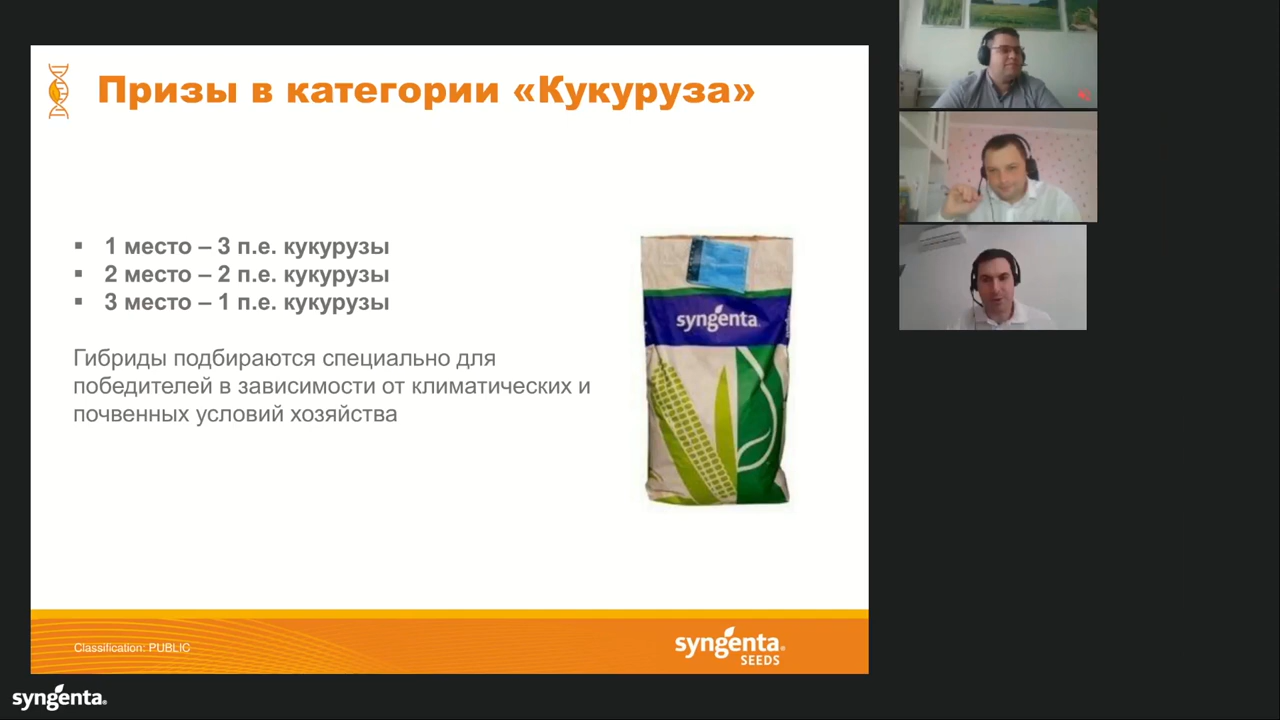 Призы в категории «Кукуруза»
▪ 1 место – 3 п.е. кукурузы
▪ 2 место – 2 п.е. кукурузы
▪ 3 место – 1 п.е. кукурузы
Гибриды подбираются специально для
победителей в зависимости от климатических и
почвенных условий хозяйства
syngenta
Classification: PUBLIC
syngenta®
SEEDS
syngenta®